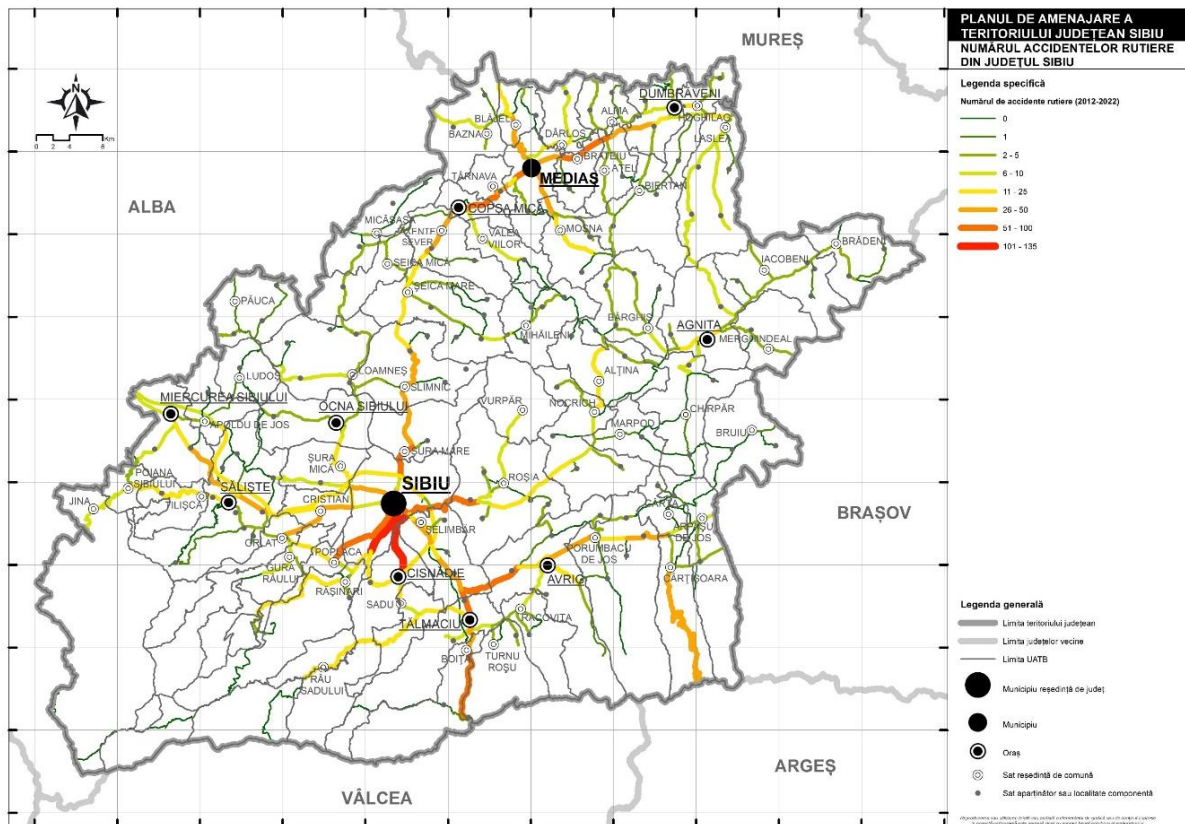 PLANUL DE AMENAJARE A
TERITORIULUI JUDEȚEAN SIBIU
NUMĂRUL ACCIDENTELOR RUTIERE
DIN JUDEȚUL SIBIU
Legenda specifică
Numărul de accidente rutiere (2012-2022)
0
1
2 - 5
6 - 10
11 - 25
26 - 50
51 - 100
101 - 135
N
0 2 4 8
Km
MUREȘ
ALBA
BRAȘOV
ARGEȘ
VÂLCEA
DUMBRĂVENI
HOGHILAG
ALMA
LASLEA
BLĂJEL
BAZNA
DÂRLOS
BRATEIU
AȚEL
MEDIAȘ
BIERTAN
TÂRNAVA
COPȘA MICĂ
MICĂSASA
AXENTE
SEVER
VALEA
VIILOR
MOȘNA
BRĂDENI
ȘEICA MICĂ
IACOBENI
ȘEICA MARE
PĂUCA
MIHĂILENI
BÂRGHIȘ
AGNITA
MERGHINDEAL
LUDOȘ
LOAMNEȘ
SLIMNIC
ALȚINA
MIERCUREA SIBIULUI
OCNA SIBIULUI
VURPĂR
NOCRICH
CHIRPĂR
APOLDU DE JOS
MARPOD
BRUIU
ȘURA
MICĂ
ȘURA MARE
POIANA
SIBIULUI
SIBIU
ROȘIA
JINA
SĂLIȘTE
TILIȘCA
CRISTIAN
ȘELIMBĂR
CÂRȚA
ARPAȘU
DE JOS
ORLAT
POPLACA
PORUMBACU
DE JOS
GURA
RÂULUI
CISNĂDIE
AVRIG
CÂRȚIȘOARA
RĂȘINARI
SADU
TĂLMACIU
RACOVIȚA
BOIȚA
TURNU
ROȘU
RÂU
SADULUI
Legenda generală
Limita teritoriului județean
Limita județelor vecine
Limita UATB
Municipiu reședință de județ
Municipiu
Oraș
Sat reședință de comună
Sat aparținător sau localitate componentă